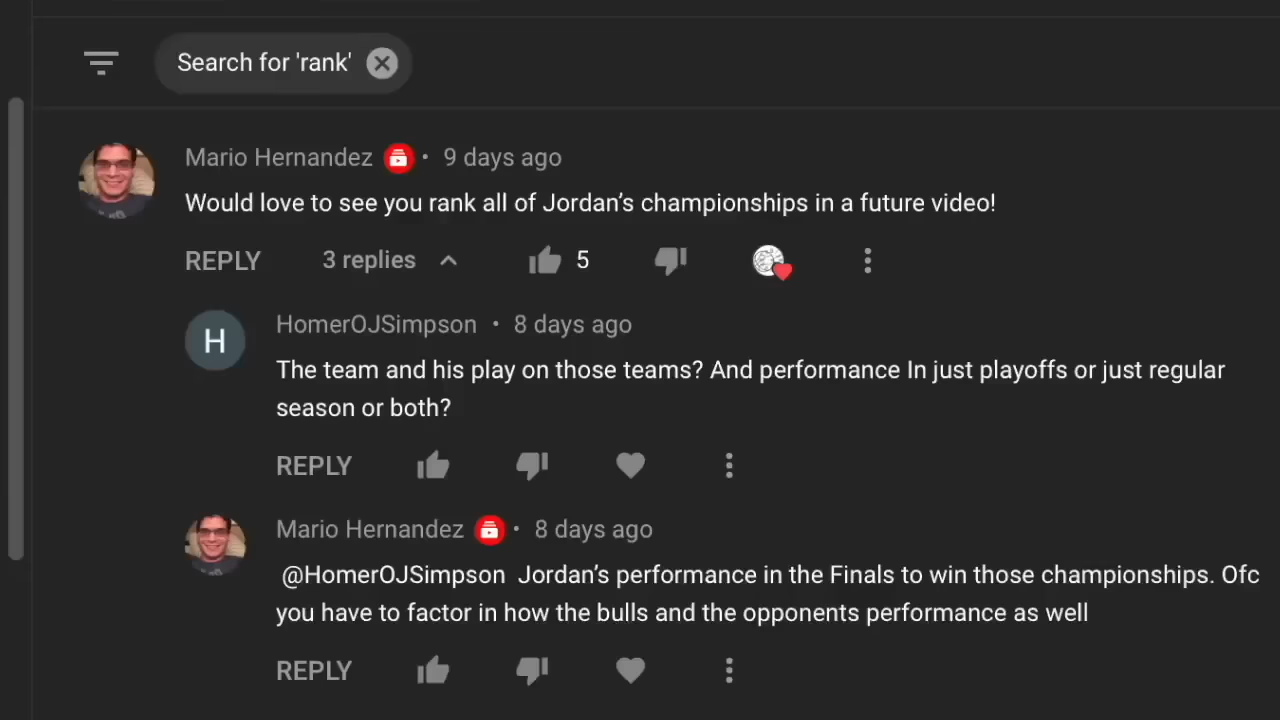 Search for 'rank'
Mario Hernandez • 9 days ago
Would love to see you rank all of Jordan’s championships in a future video!
REPLY 3 replies 5
H HomerOJSimpson • 8 days ago
The team and his play on those teams? And performance In just playoffs or just regular
season or both?
REPLY
Mario Hernandez • 8 days ago
@HomerOJSimpson Jordan’s performance in the Finals to win those championships. Ofc
you have to factor in how the bulls and the opponents performance as well
REPLY